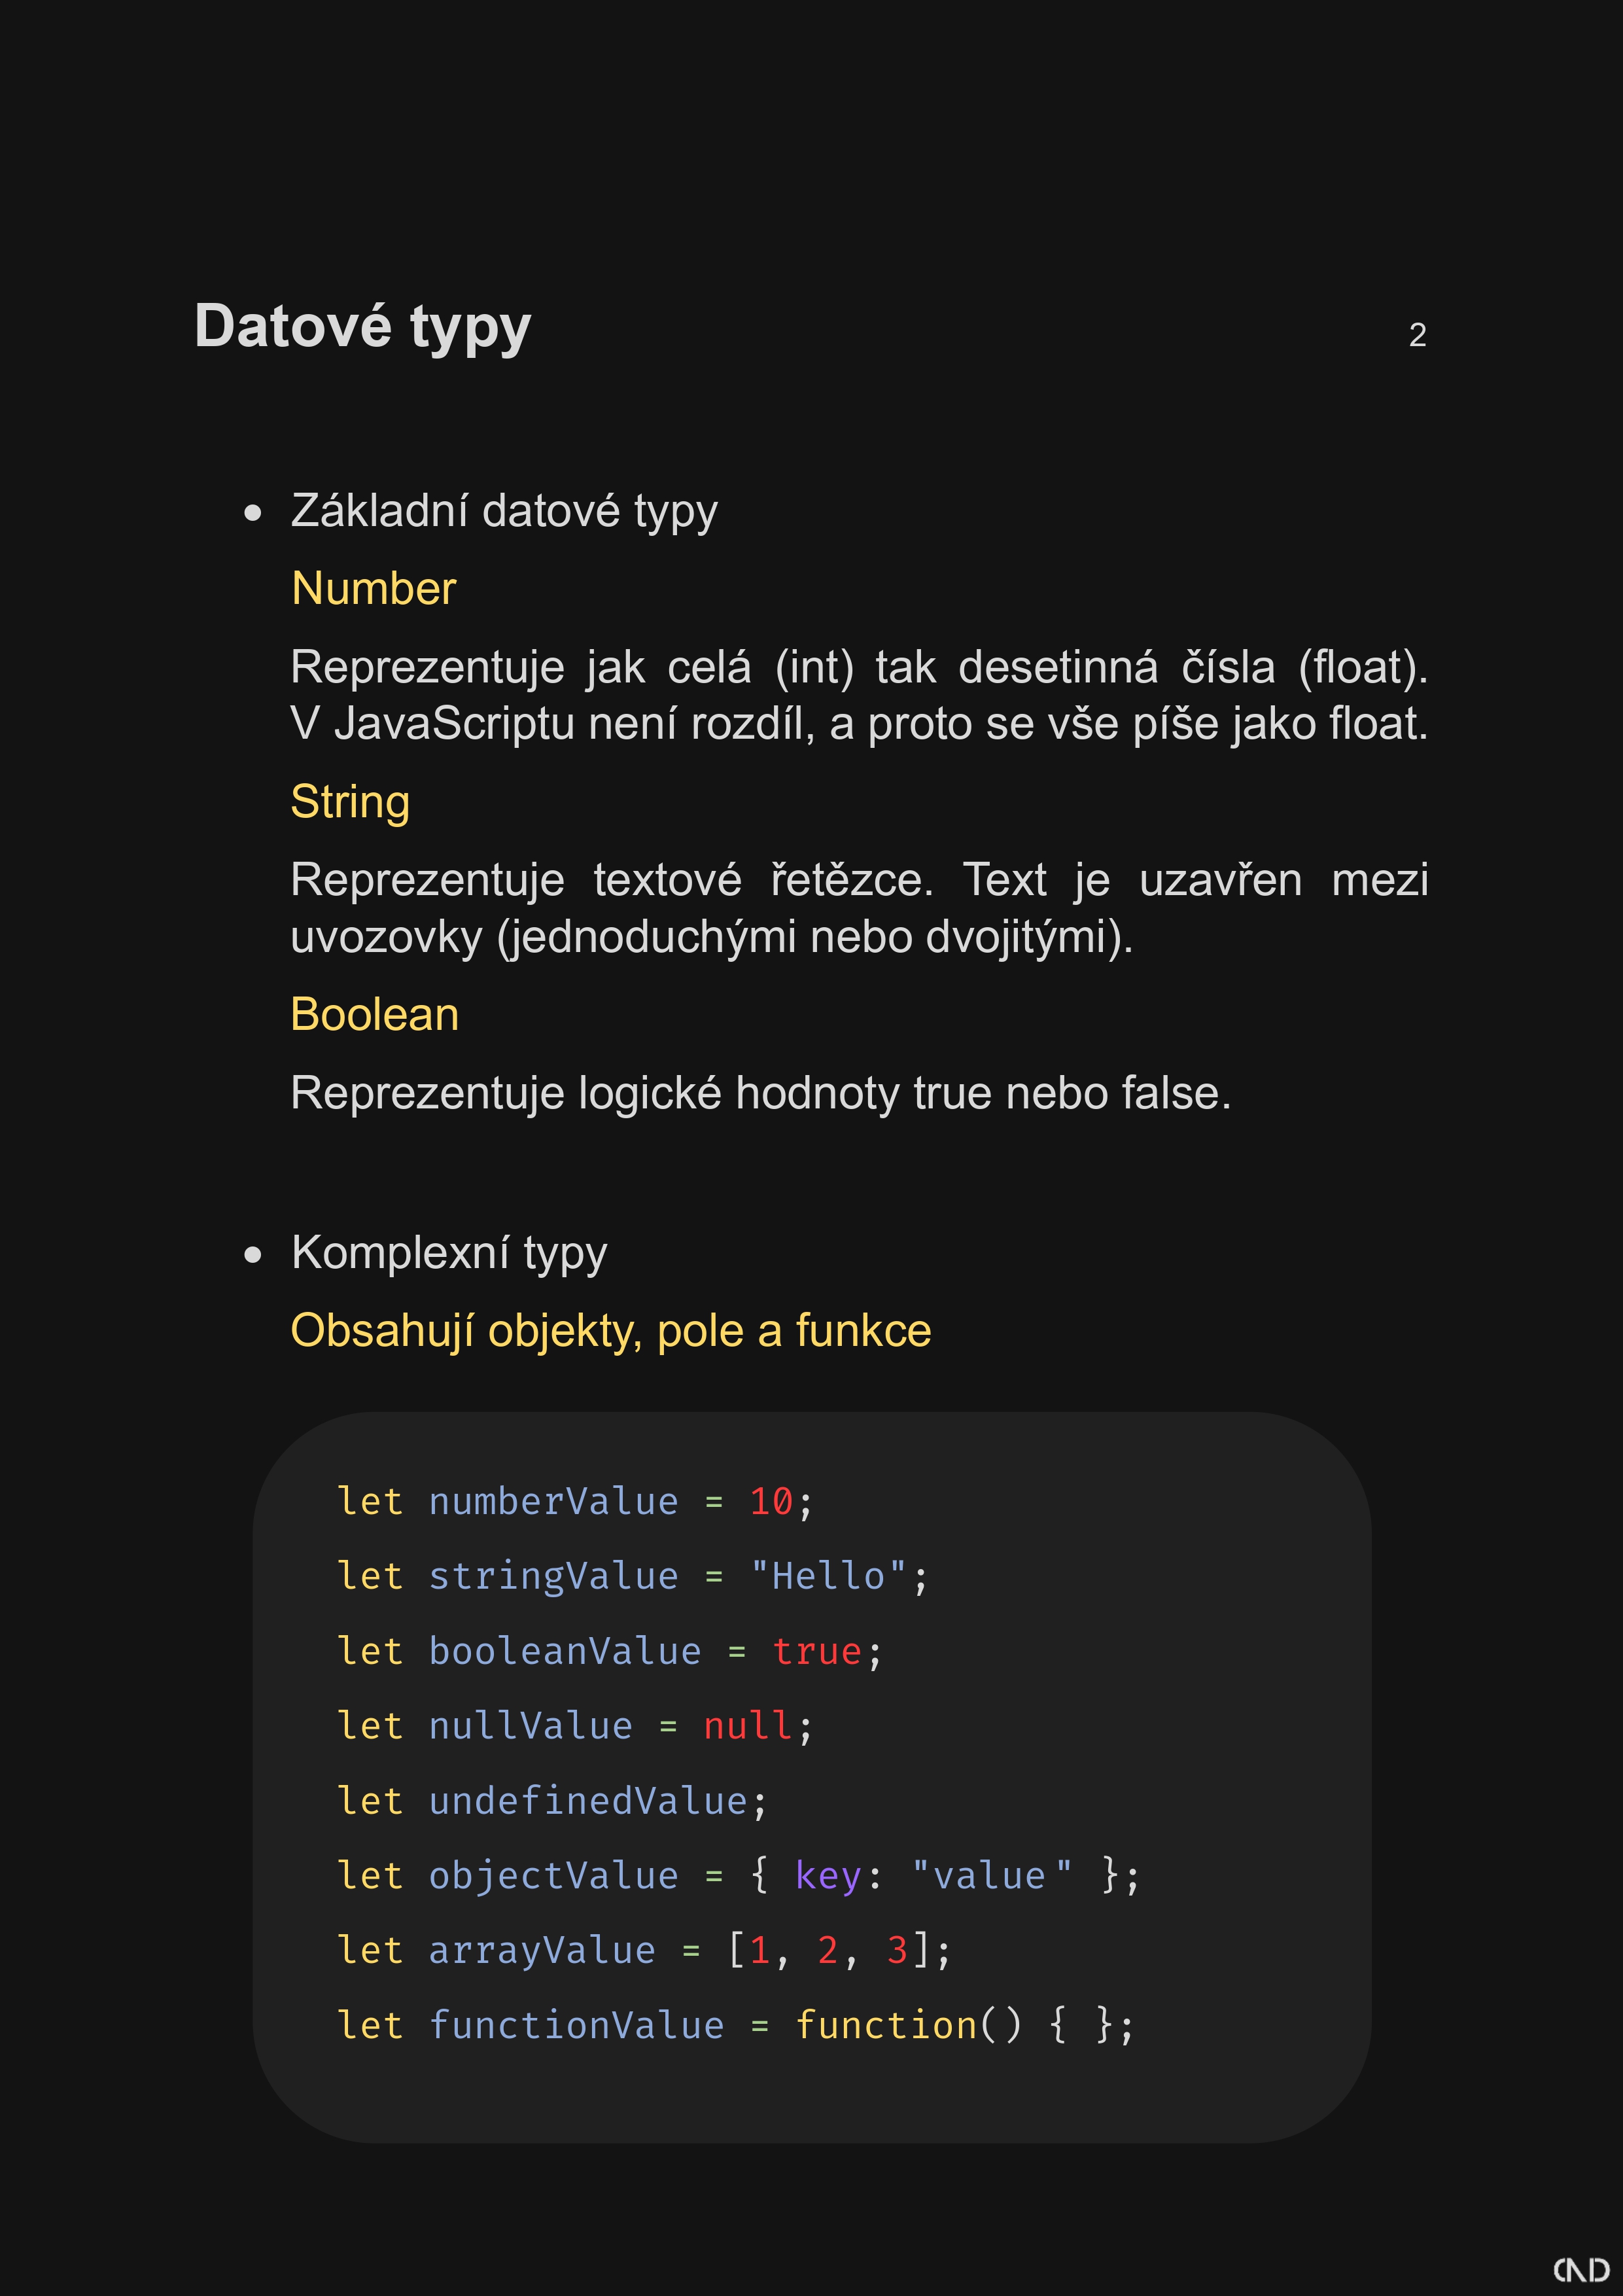 Datové typy
2
Základní datové typy
Number
Reprezentuje jak celá (int) tak desetinná čísla (float).
V JavaScriptu není rozdíl, a proto se vše píše jako float.
String
Reprezentuje textové řetězce. Text je uzavřen mezi
uvozovky (jednoduchými nebo dvojitými).
Boolean
Reprezentuje logické hodnoty true nebo false.
Komplexní typy
Obsahují objekty, pole a funkce
let numberValue = 10;
let stringValue = "Hello";
let booleanValue = true;
let nullValue = null;
let undefinedValue;
let objectValue = { key: "value" };
let arrayValue = [1, 2, 3];
let functionValue = function() { };